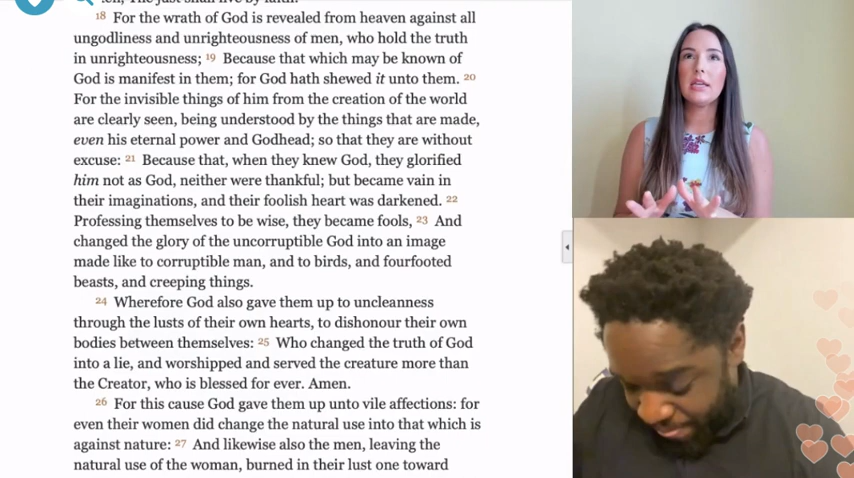 The just shall live by faith.
18 For the wrath of God is revealed from heaven against all
ungodliness and unrighteousness of men, who hold the truth
in unrighteousness; 19 Because that which may be known of
God is manifest in them; for God hath shewed it unto them. 20
For the invisible things of him from the creation of the world
are clearly seen, being understood by the things that are made,
even his eternal power and Godhead; so that they are without
excuse: 21 Because that, when they knew God, they glorified
him not as God, neither were thankful; but became vain in
their imaginations, and their foolish heart was darkened. 22
Professing themselves to be wise, they became fools, 23 And
changed the glory of the uncorruptible God into an image
made like to corruptible man, and to birds, and fourfooted
beasts, and creeping things.
24 Wherefore God also gave them up to uncleanness
through the lusts of their own hearts, to dishonour their own
bodies between themselves: 25 Who changed the truth of God
into a lie, and worshipped and served the creature more than
the Creator, who is blessed for ever. Amen.
26 For this cause God gave them up unto vile affections: for
even their women did change the natural use into that which is
against nature: 27 And likewise also the men, leaving the
natural use of the woman, burned in their lust one toward